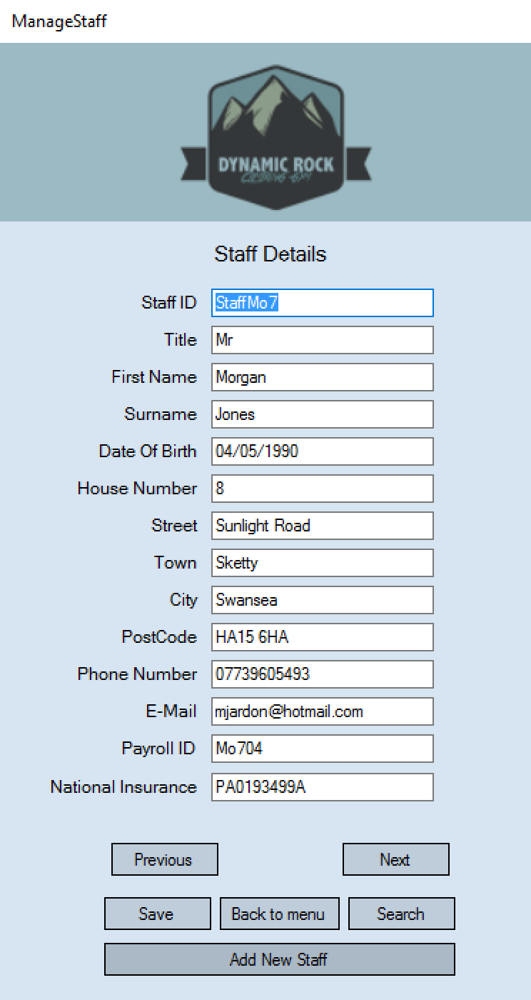 ManageStaff
DYNAMIC ROCK
CLIMBING GYM
Staff Details
Staff ID StaffMo7
Title Mr
First Name Morgan
Surname Jones
Date Of Birth 04/05/1990
House Number 8
Street Sunlight Road
Town Sketty
City Swansea
PostCode HA15 6HA
Phone Number 07739605493
E-Mail mjardon@hotmail.com
Payroll ID Mo704
National Insurance PA0193499A
Previous Next
Save Back to menu Search
Add New Staff